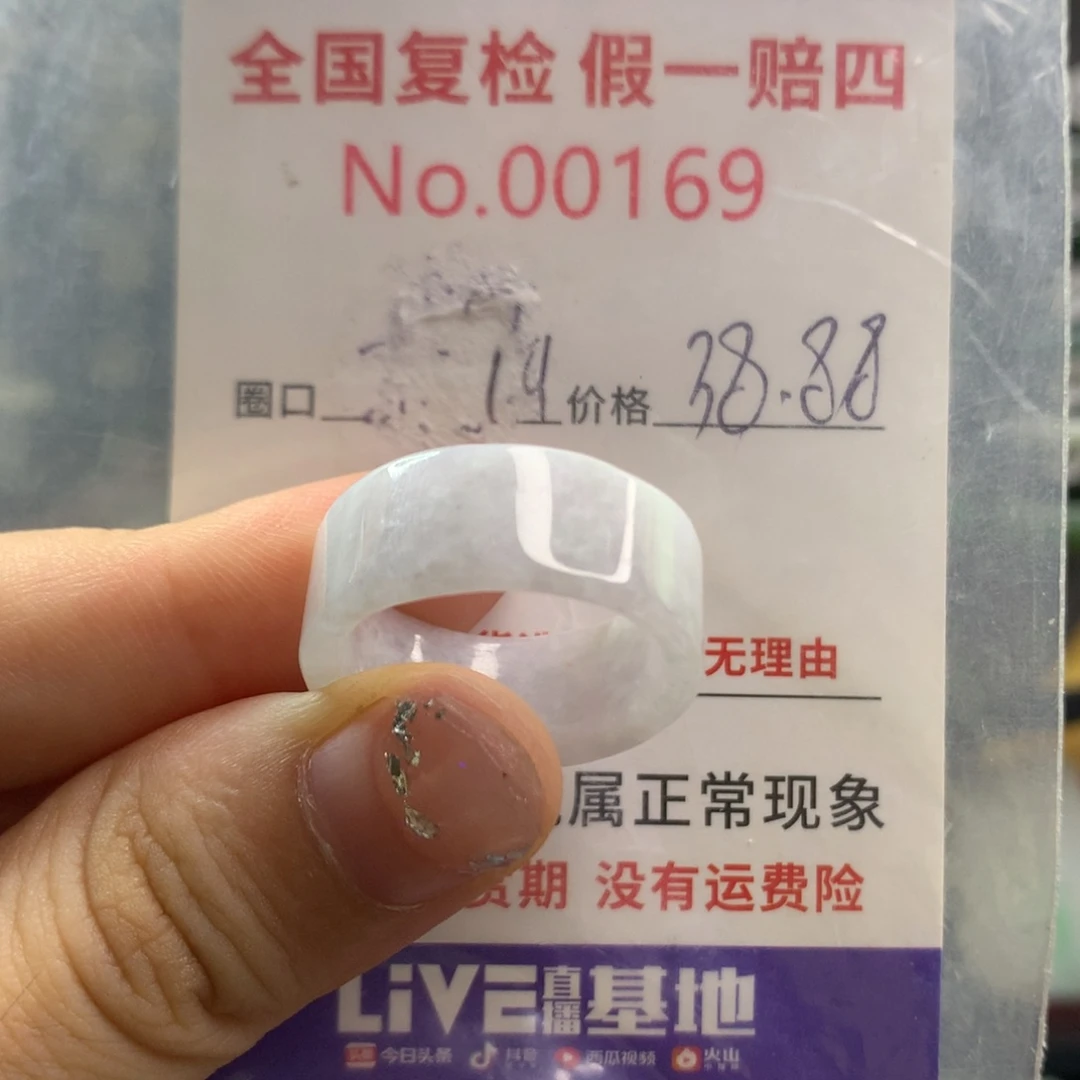 全国复检 假一赔四
No.00169
圈口 19 价格 38.88
无理由
属正常现象
货期 没有运费险
LiVE直播基地
今日头条 抖音 西瓜视频 火山